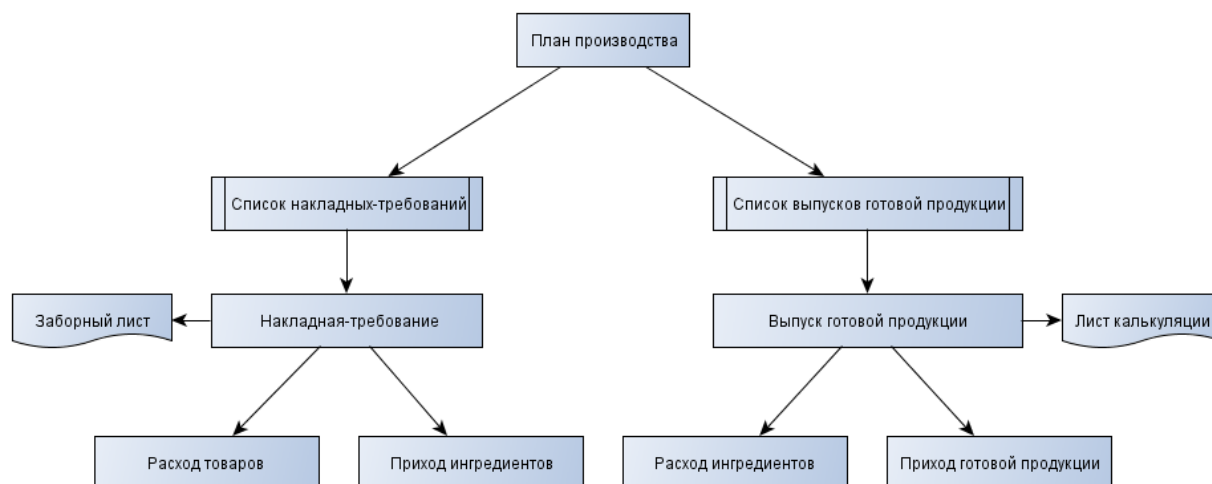 План производства
Список накладных-требований
Список выпусков готовой продукции
Заборный лист
Накладная-требование
Выпуск готовой продукции
Лист калькуляции
Расход товаров
Приход ингредиентов
Расход ингредиентов
Приход готовой продукции